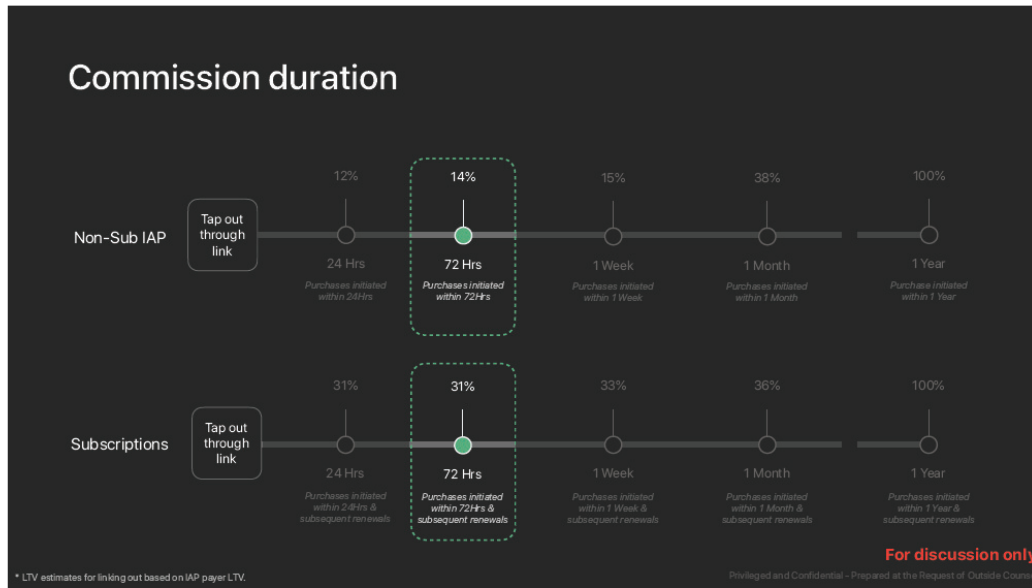 Commission duration
12%
14%
15%
38%
100%
Non-Sub IAP
Tap out
through
link
24 Hrs
72 Hrs
1 Week
1 Month
1 Year
Purchases initiated
within 24Hrs
Purchases initiated
within 72Hrs
Purchases initiated
within 1 Week
Purchases initiated
within 1 Month
Purchase initiated
within 1 Year
31%
31%
33%
36%
100%
Subscriptions
Tap out
through
link
24 Hrs
72 Hrs
1 Week
1 Month
1 Year
Purchases initiated
within 24Hrs &
subsequent renewals
Purchases initiated
within 72Hrs &
subsequent renewals
Purchases initiated
within 1 Week &
subsequent renewals
Purchases initiated
within 1 Month &
subsequent renewals
Purchases initiated
within 1 Year &
subsequent renewals
For discussion only
* LTV estimates for linking out based on IAP payer LTV.
Privileged and Confidential - Prepared at the Request of Outside Counse